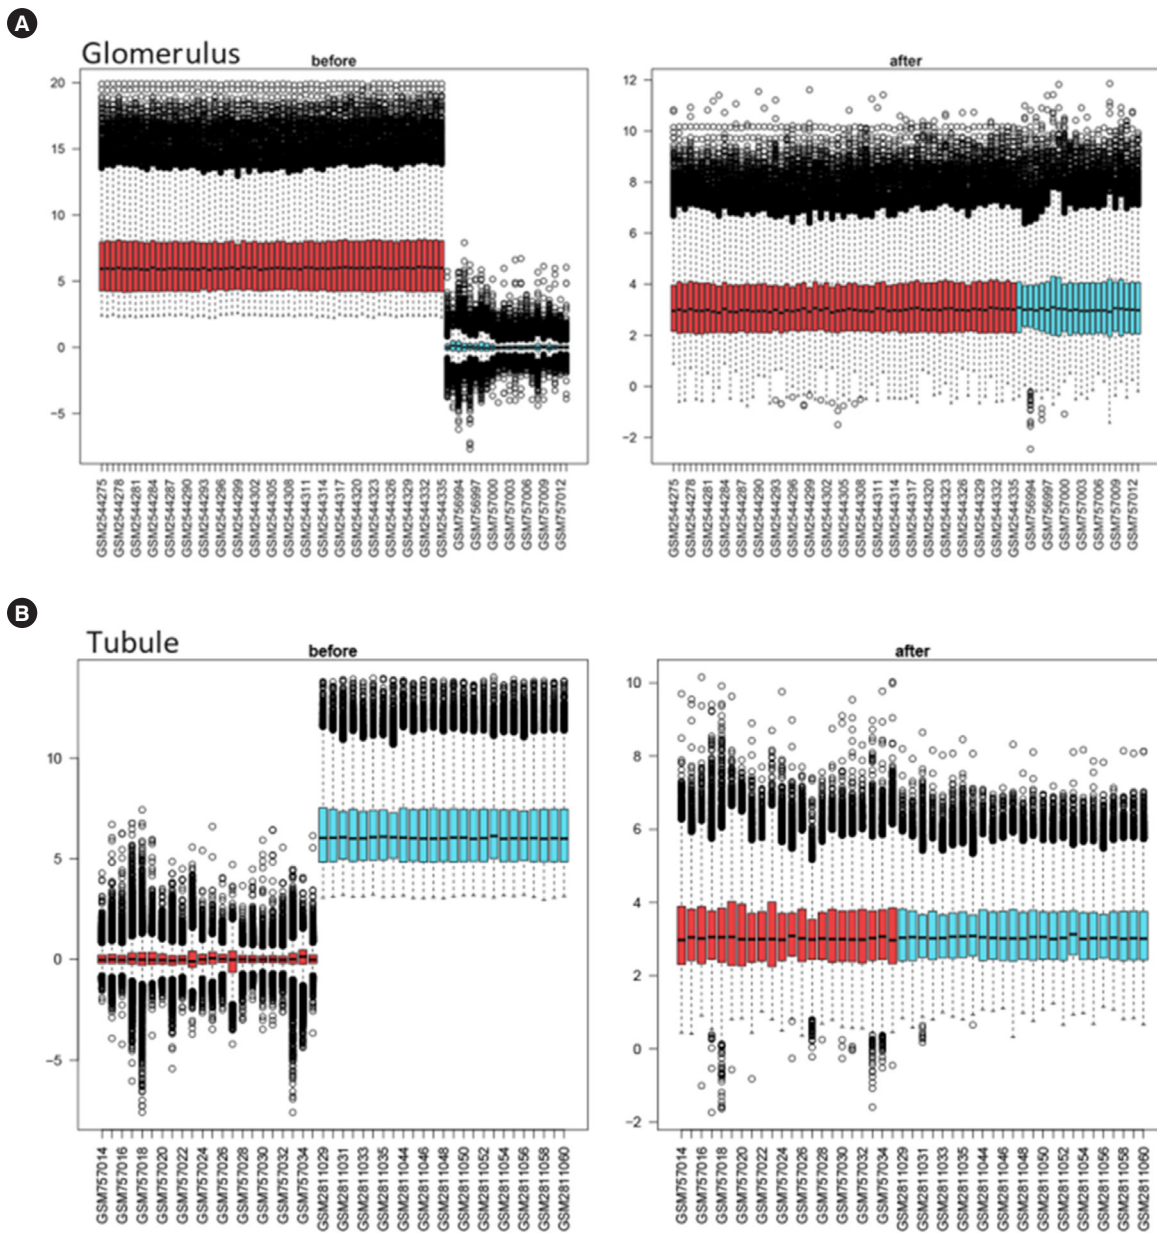 A
Glomerulus
before
after
20
15
10
5
0
−5
12
10
8
6
4
2
0
−2
GSM2544275
GSM2544278
GSM2544281
GSM2544284
GSM2544287
GSM2544290
GSM2544293
GSM2544296
GSM2544299
GSM2544302
GSM2544305
GSM2544308
GSM2544311
GSM2544314
GSM2544317
GSM2544320
GSM2544323
GSM2544326
GSM2544329
GSM2544332
GSM2544335
GSM756994
GSM756997
GSM757000
GSM757003
GSM757006
GSM757009
GSM757012
GSM2544275
GSM2544278
GSM2544281
GSM2544284
GSM2544287
GSM2544290
GSM2544293
GSM2544296
GSM2544299
GSM2544302
GSM2544305
GSM2544308
GSM2544311
GSM2544314
GSM2544317
GSM2544320
GSM2544323
GSM2544326
GSM2544329
GSM2544332
GSM2544335
GSM756994
GSM756997
GSM757000
GSM757003
GSM757006
GSM757009
GSM757012
B
Tubule
before
after
10
5
0
−5
10
8
6
4
2
0
−2
GSM757014
GSM757016
GSM757018
GSM757020
GSM757022
GSM757024
GSM757026
GSM757028
GSM757030
GSM757032
GSM757034
GSM2811029
GSM2811031
GSM2811033
GSM2811035
GSM2811044
GSM2811046
GSM2811048
GSM2811050
GSM2811052
GSM2811054
GSM2811056
GSM2811058
GSM2811060
GSM757014
GSM757016
GSM757018
GSM757020
GSM757022
GSM757024
GSM757026
GSM757028
GSM757030
GSM757032
GSM757034
GSM2811029
GSM2811031
GSM2811033
GSM2811035
GSM2811044
GSM2811046
GSM2811048
GSM2811050
GSM2811052
GSM2811054
GSM2811056
GSM2811058
GSM2811060